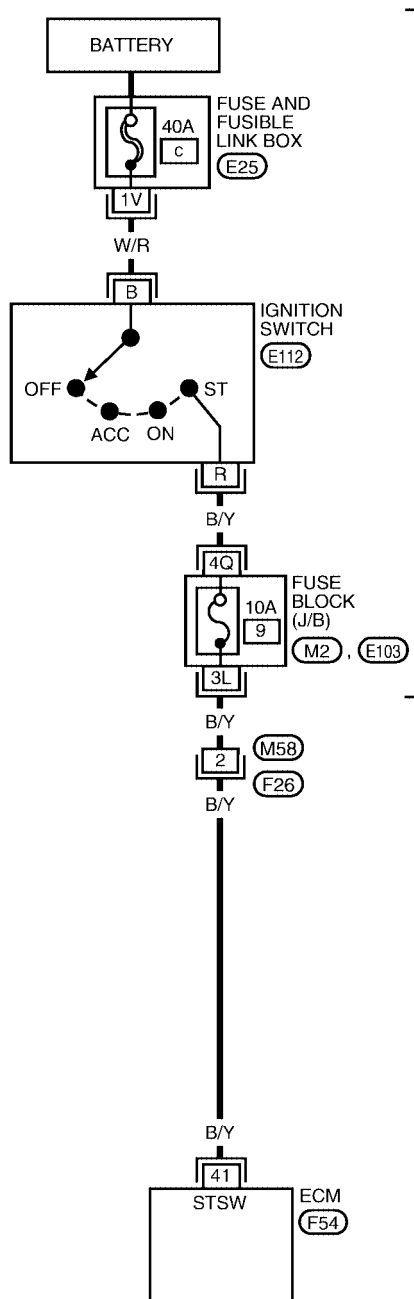 BATTERY
FUSE AND
FUSIBLE
LINK BOX
40A
c
E25
1V
W/R
B
IGNITION
SWITCH
E112
OFF
ST
ACC
ON
R
B/Y
4Q
FUSE
BLOCK
(J/B)
10A
9
M2 , E103
3L
B/Y
2
M58
F26
B/Y
B/Y
41
STSW
ECM
F54